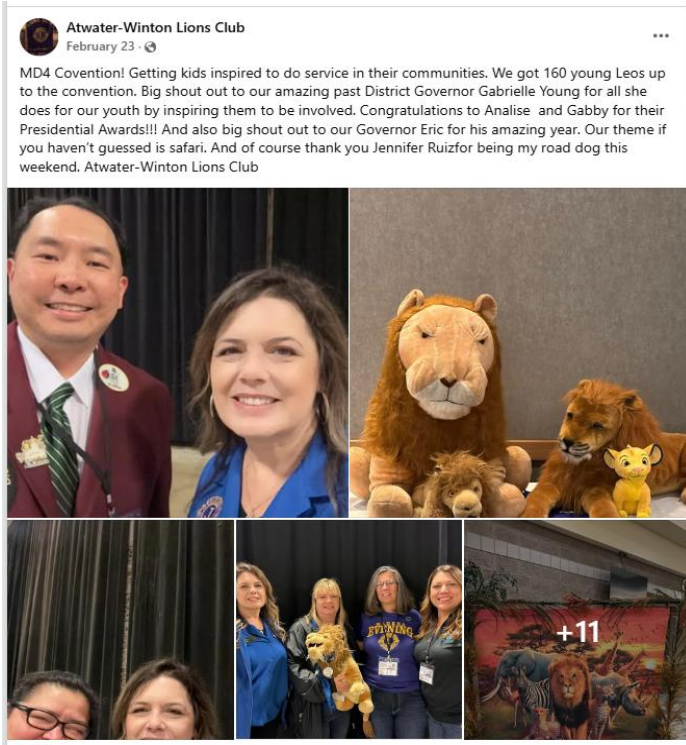 Atwater-Winton Lions Club
February 23 ·
MD4 Covention! Getting kids inspired to do service in their communities. We got 160 young Leos up
to the convention. Big shout out to our amazing past District Governor Gabrielle Young for all she
does for our youth by inspiring them to be involved. Congratulations to Analise  and Gabby for their
Presidential Awards!!! And also big shout out to our Governor Eric for his amazing year. Our theme if
you haven't guessed is safari. And of course thank you Jennifer Ruizfor being my road dog this
weekend. Atwater-Winton Lions Club
EVENING
+11